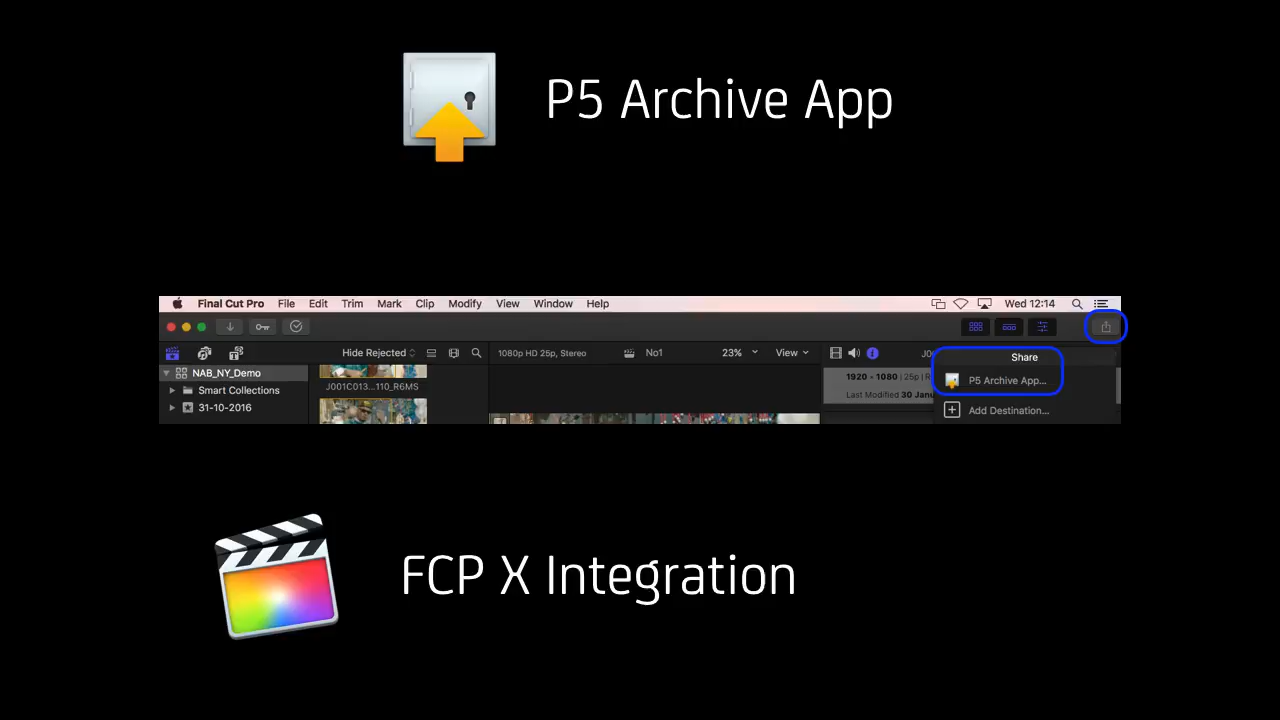 P5 Archive App
Final Cut Pro File Edit Trim Mark Clip Modify View Window Help Wed 12:14
Hide Rejected 1080p HD 25p, Stereo No1 23% View J0
Share
NAB_NY_Demo
1920 × 1080 | 25p | R
P5 Archive App...
J001C013...110_R6MS
Smart Collections
Last Modified 30 Janu
31-10-2016
Add Destination...
FCP X Integration